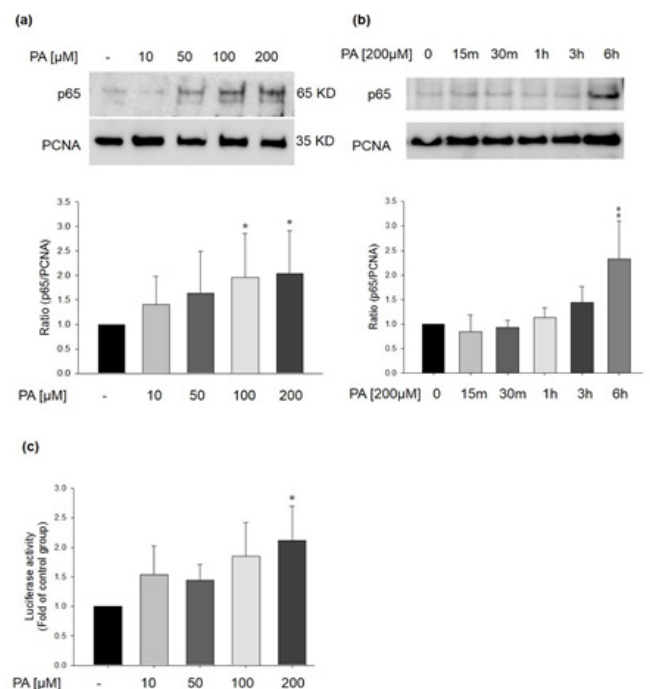 (a)
PA [µM] - 10 50 100 200
p65 65 KD
PCNA 35 KD
Ratio (p65/PCNA)
3.5
3.0
2.5
2.0
1.5
1.0
0.5
0.0
* *
PA [µM] - 10 50 100 200
(b)
PA [200µM] 0 15m 30m 1h 3h 6h
p65
PCNA
Ratio (p65/PCNA)
3.5
3.0
2.5
2.0
1.5
1.0
0.5
0.0
**
PA [200µM] 0 15m 30m 1h 3h 6h
(c)
Luciferase activity
(Fold of control group)
3.0
2.5
2.0
1.5
1.0
0.5
0.0
*
PA [µM] - 10 50 100 200